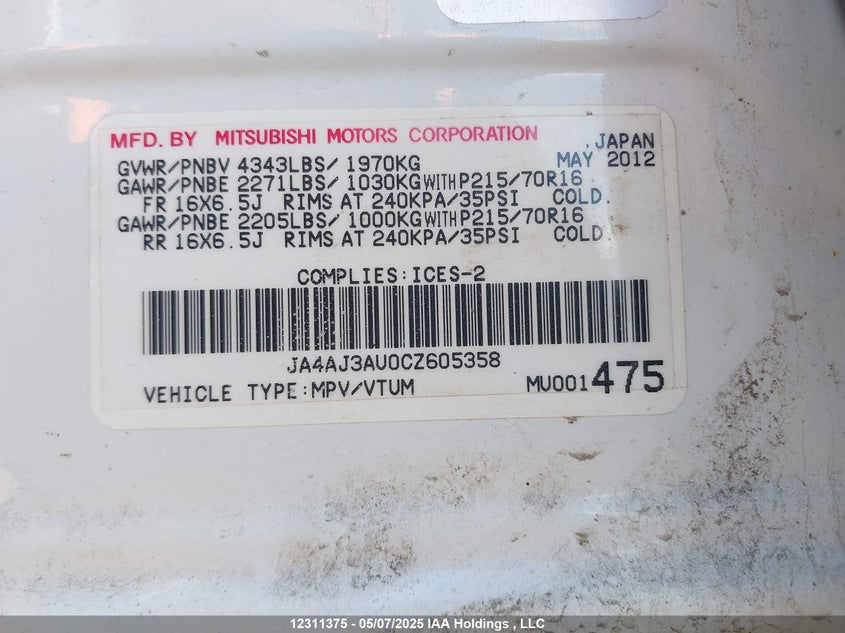 MFD. BY MITSUBISHI MOTORS CORPORATION ,JAPAN
GVWR/PNBV 4343LBS/ 1970KG MAY 2012
GAWR/PNBE 2271LBS/ 1030KG WITH P215/70R16
FR 16X6.5J RIMS AT 240KPA/35PSI COLD.
GAWR/PNBE 2205LBS/ 1000KG WITH P215/70R16
RR 16X6.5J RIMS AT 240KPA/35PSI COLD.
COMPLIES:ICES-2
JA4AJ3AU0CZ605358
VEHICLE TYPE:MPV/VTUM MU001475
12311375 - 05/07/2025 IAA Holdings , LLC